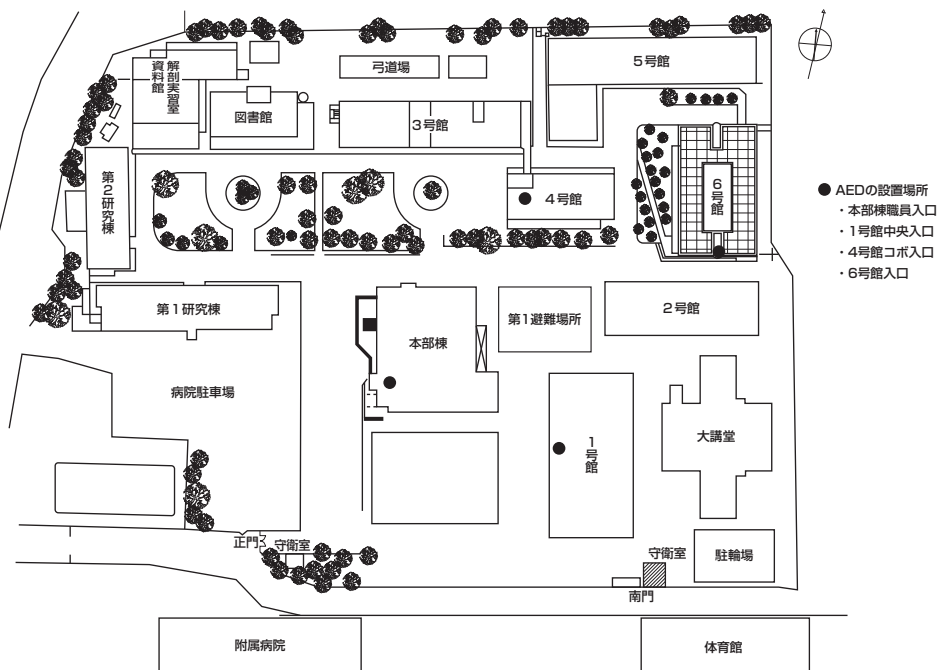 弓道場
5号館
解剖実習室
資料館
図書館
3号館
第2研究棟
4号館
6号館
●AEDの設置場所
・本部棟職員入口
・1号館中央入口
・4号館コボ入口
・6号館入口
第1研究棟
本部棟
第1避難場所
2号館
病院駐車場
1号館
大講堂
正門
守衛室
守衛室
駐輪場
南門
附属病院
体育館